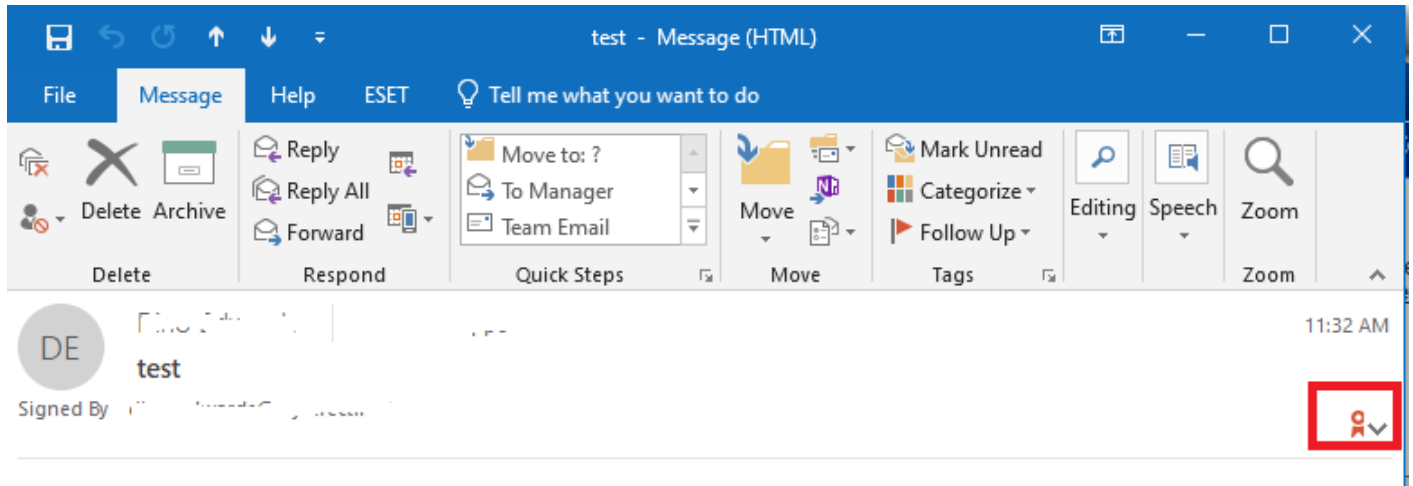 test - Message (HTML)
File Message Help ESET Tell me what you want to do
Reply Move to: ? Mark Unread
Reply All To Manager Categorize
Delete Archive Move Editing Speech Zoom
Forward Team Email Follow Up
Delete Respond Quick Steps Move Tags Zoom
11:32 AM
DE
test
Signed By